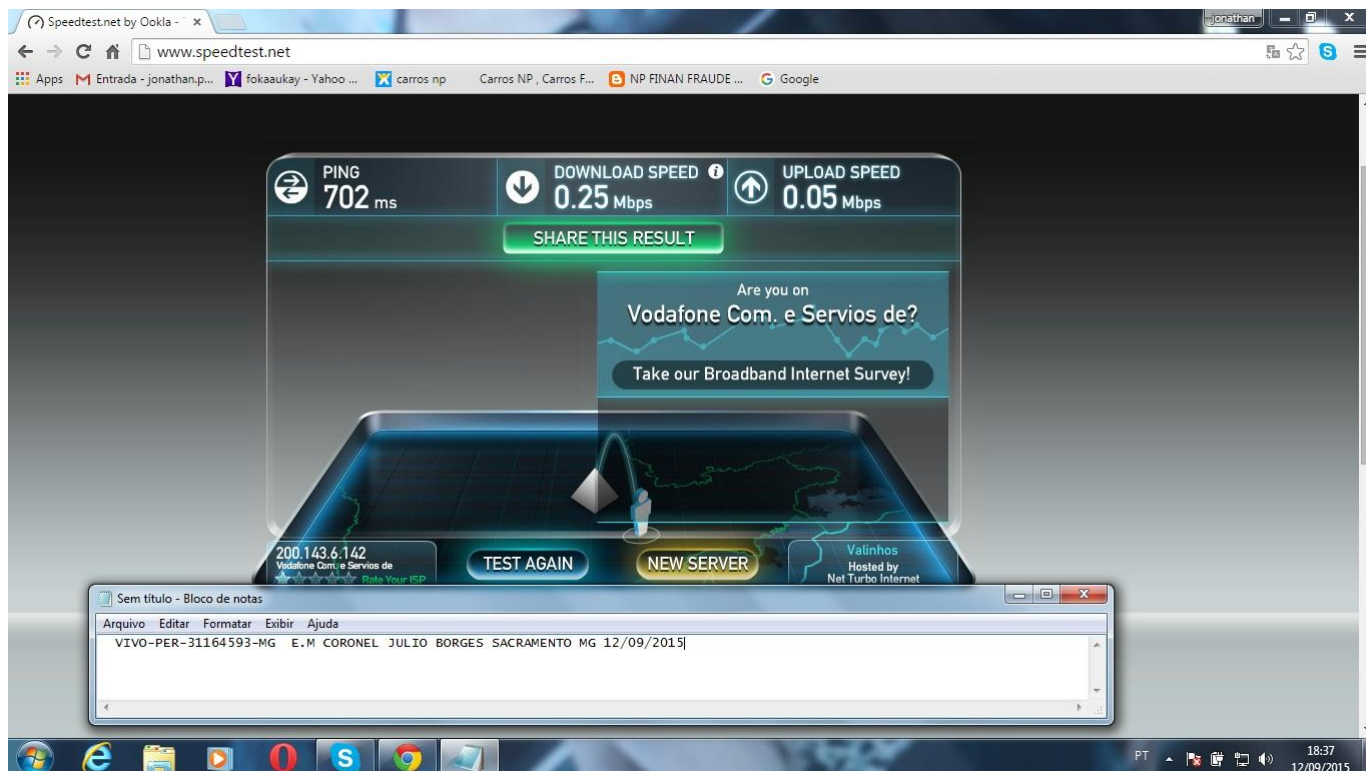 Speedtest.net by Ookla -
jonathan
www.speedtest.net
Apps Entrada - jonathan.p... fokaaukay - Yahoo ... carros np Carros NP , Carros F... NP FINAN FRAUDE ... Google
PING
702 ms
DOWNLOAD SPEED
0.25 Mbps
UPLOAD SPEED
0.05 Mbps
SHARE THIS RESULT
Are you on
Vodafone Com. e Servios de?
Take our Broadband Internet Survey!
200.143.6.142
Vodafone Com. e Servios de
Rate Your ISP
TEST AGAIN
NEW SERVER
Valinhos
Hosted by
Net Turbo Internet
Sem título - Bloco de notas
Arquivo Editar Formatar Exibir Ajuda
VIVO-PER-31164593-MG E.M CORONEL JULIO BORGES SACRAMENTO MG 12/09/2015
PT
18:37
12/09/2015